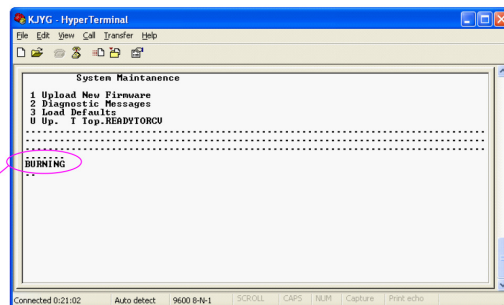 KJYG - HyperTerminal
File Edit View Call Transfer Help
System Maintanence
1 Upload New Firmware
2 Diagnostic Messages
3 Load Defaults
U Up. T Top.READYTORCV
................................................................
................................................................
................................................................
.......
BURNING
..
Connected 0:21:02 Auto detect 9600 8-N-1 SCROLL CAPS NUM Capture Print echo